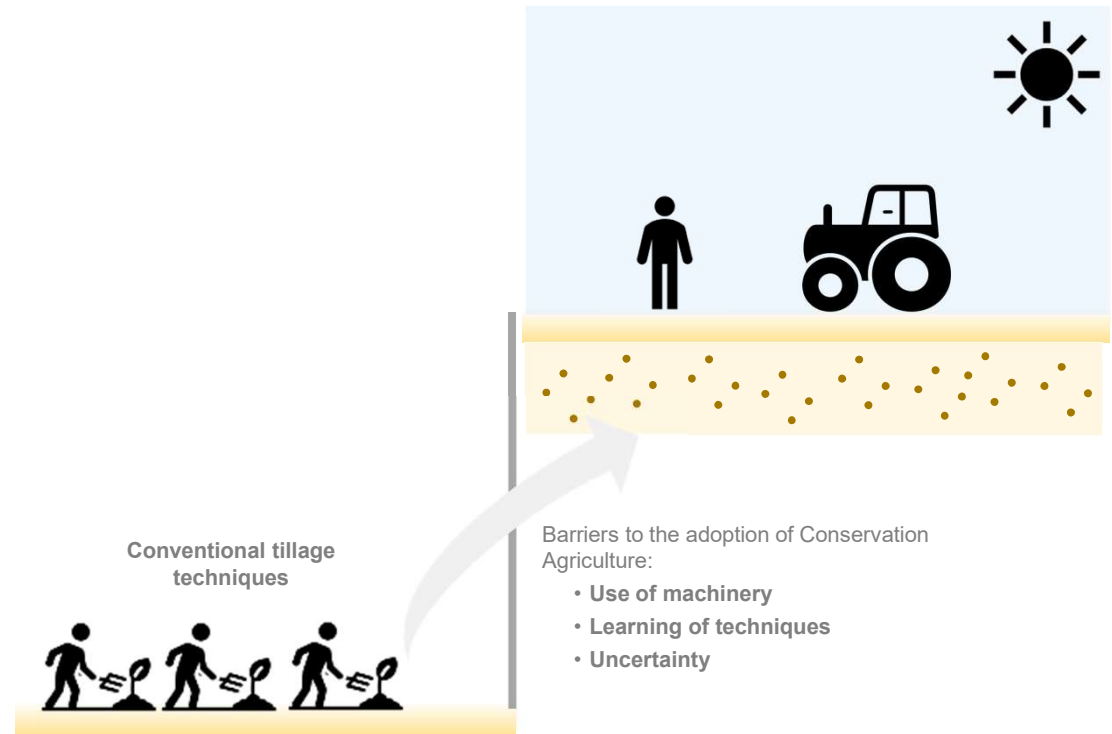 Conventional tillage
techniques
Barriers to the adoption of Conservation
Agriculture:
• Use of machinery
• Learning of techniques
• Uncertainty